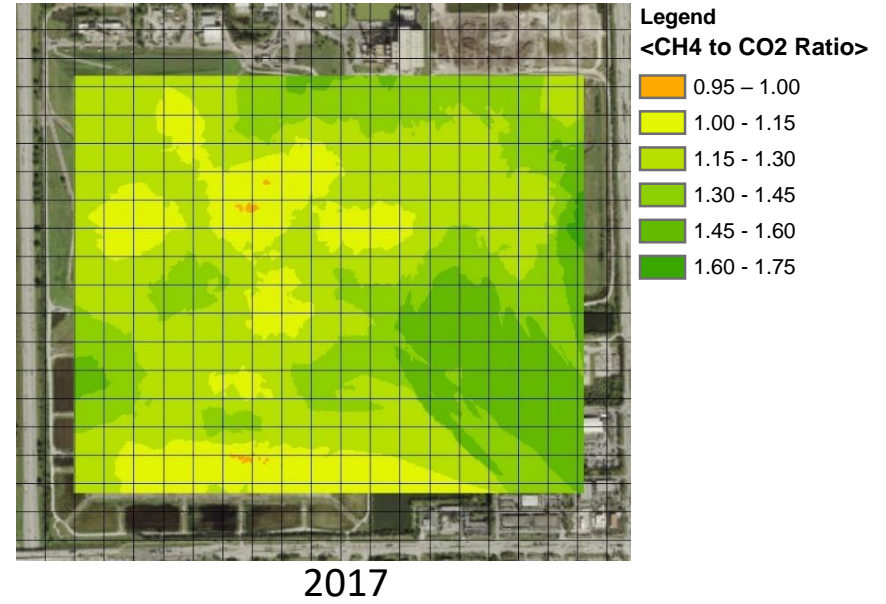 Legend
<CH4 to CO2 Ratio>
0.95 – 1.00
1.00 - 1.15
1.15 - 1.30
1.30 - 1.45
1.45 - 1.60
1.60 - 1.75
2017